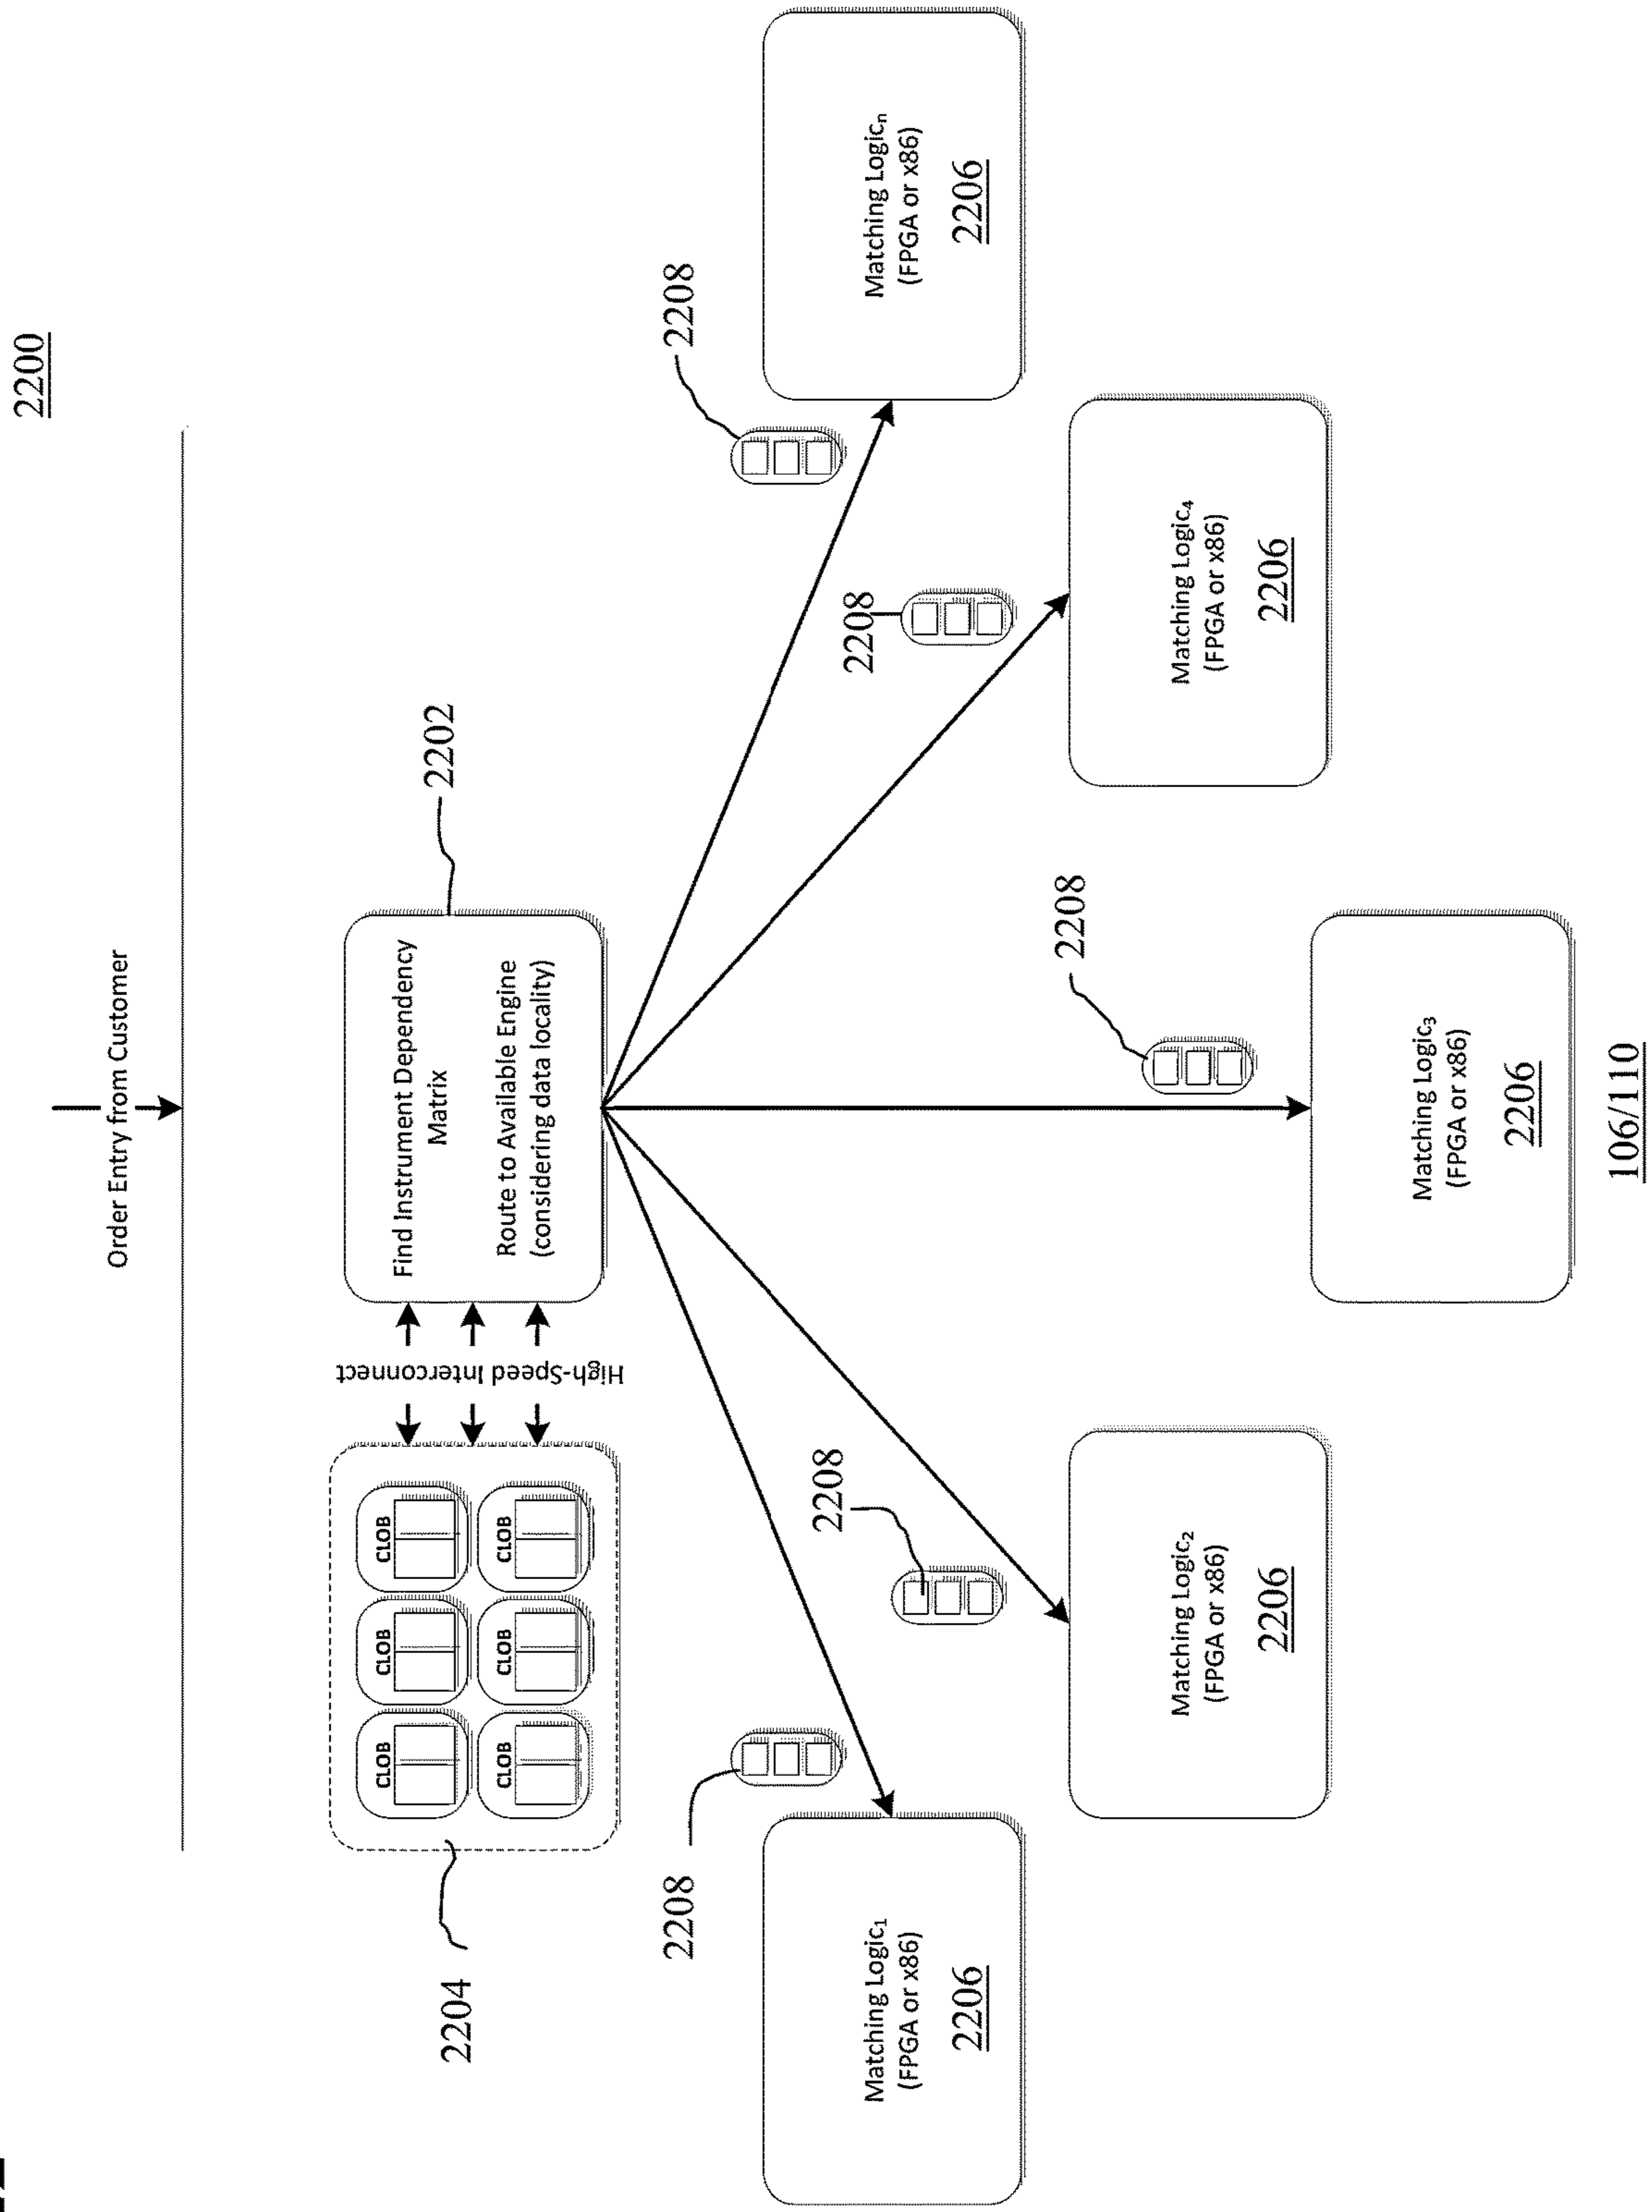 2200
Order Entry from Customer
2204
CLOB
CLOB
CLOB
CLOB
CLOB
CLOB
High-Speed Interconnect
Find Instrument Dependency
Matrix
Route to Available Engine
(considering data locality)
2202
2208
2208
2208
2208
2208
Matching Logic₁
(FPGA or x86)
2206
Matching Logic₂
(FPGA or x86)
2206
Matching Logic₃
(FPGA or x86)
2206
Matching Logic₄
(FPGA or x86)
2206
Matching Logicₙ
(FPGA or x86)
2206
106/110